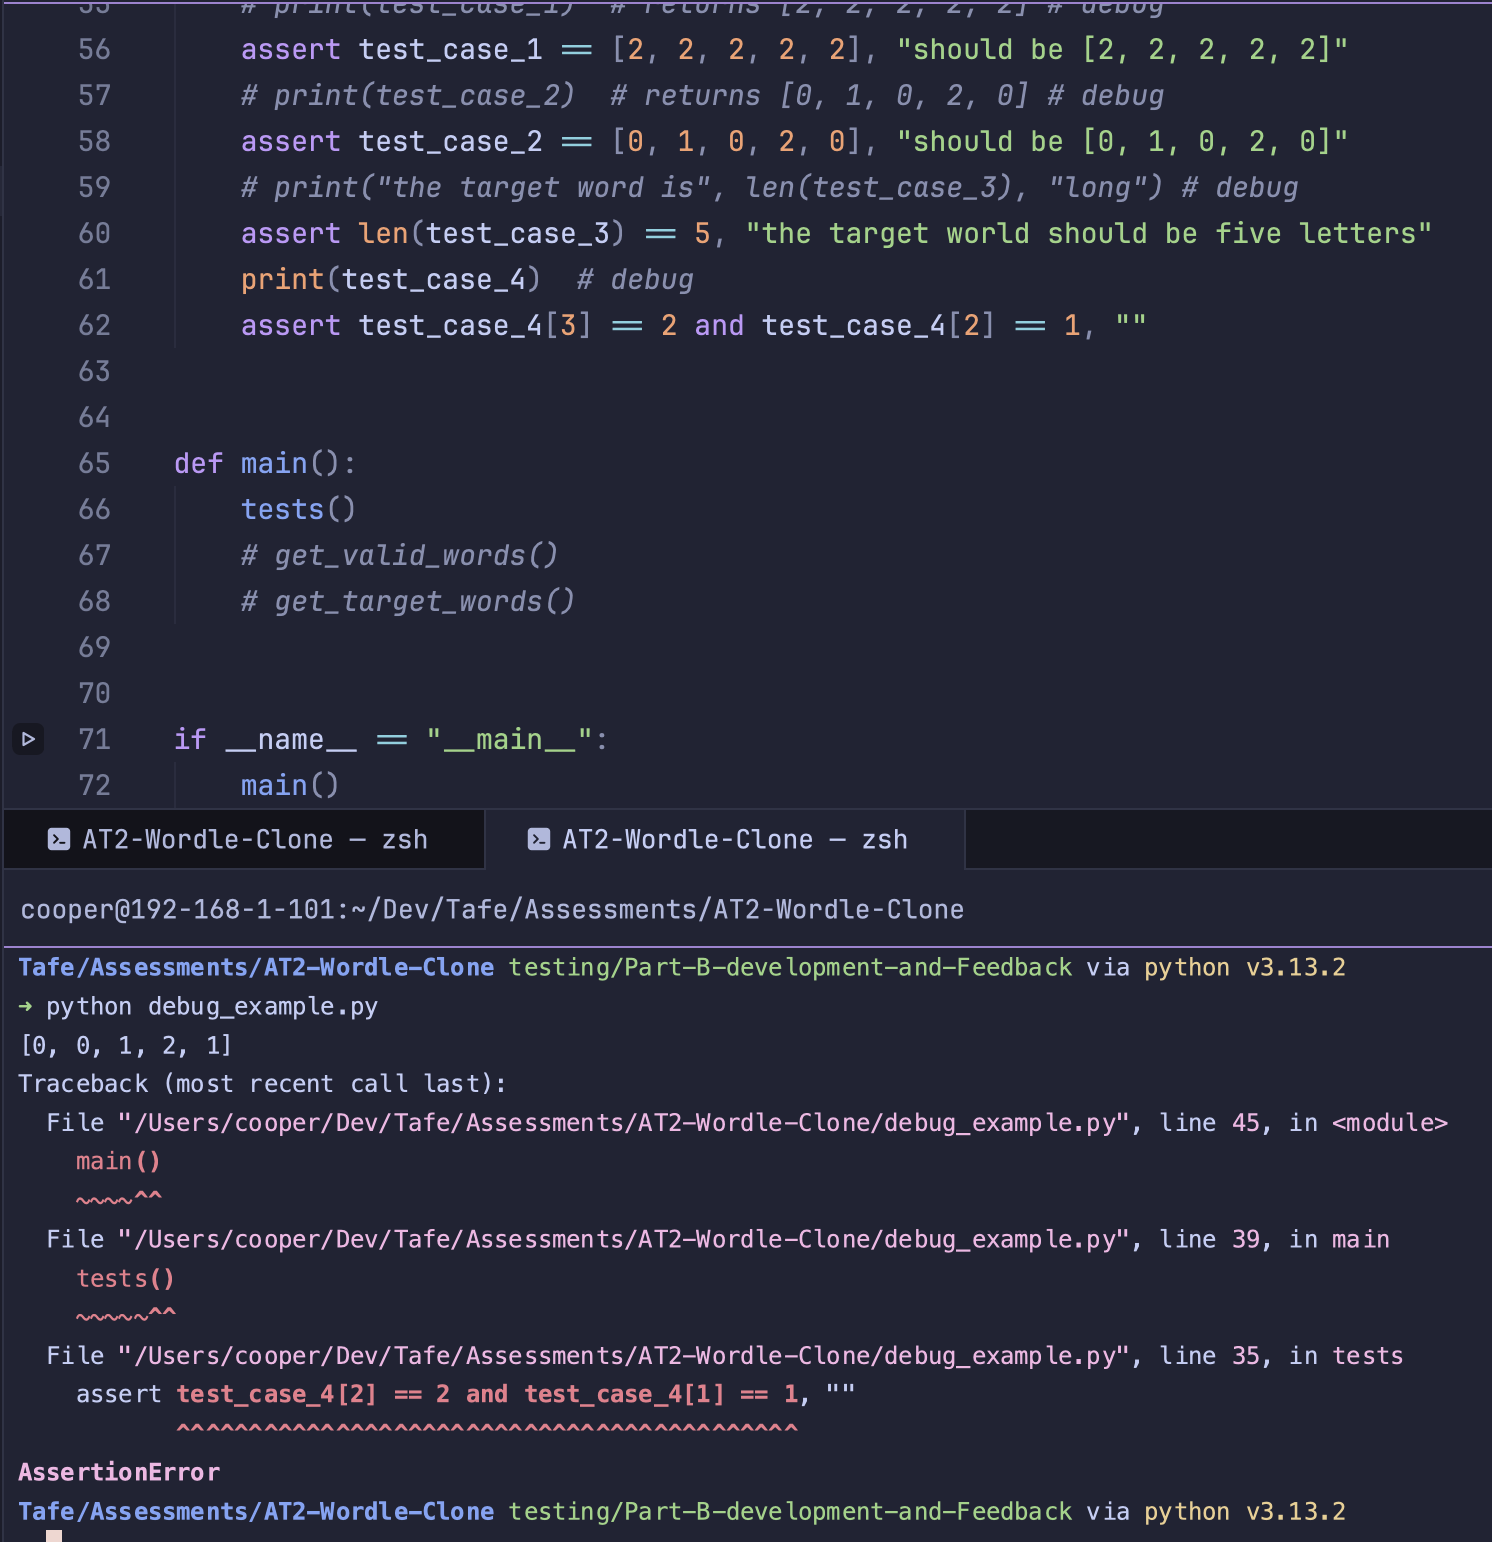 55 # print(test_case_1)  # returns [2, 2, 2, 2, 2] # debug
56 assert test_case_1 == [2, 2, 2, 2, 2], "should be [2, 2, 2, 2, 2]"
57 # print(test_case_2)  # returns [0, 1, 0, 2, 0] # debug
58 assert test_case_2 == [0, 1, 0, 2, 0], "should be [0, 1, 0, 2, 0]"
59 # print("the target word is", len(test_case_3), "long") # debug
60 assert len(test_case_3) == 5, "the target world should be five letters"
61 print(test_case_4)  # debug
62 assert test_case_4[3] == 2 and test_case_4[2] == 1, ""
63
64
65 def main():
66 tests()
67 # get_valid_words()
68 # get_target_words()
69
70
71 if __name__ == "__main__":
72 main()
AT2-Wordle-Clone — zsh AT2-Wordle-Clone — zsh
cooper@192-168-1-101:~/Dev/Tafe/Assessments/AT2-Wordle-Clone
Tafe/Assessments/AT2-Wordle-Clone testing/Part-B-development-and-Feedback via python v3.13.2
➜ python debug_example.py
[0, 0, 1, 2, 1]
Traceback (most recent call last):
File "/Users/cooper/Dev/Tafe/Assessments/AT2-Wordle-Clone/debug_example.py", line 45, in <module>
main()
~~~~^^
File "/Users/cooper/Dev/Tafe/Assessments/AT2-Wordle-Clone/debug_example.py", line 39, in main
tests()
~~~~~^^
File "/Users/cooper/Dev/Tafe/Assessments/AT2-Wordle-Clone/debug_example.py", line 35, in tests
assert test_case_4[2] == 2 and test_case_4[1] == 1, ""
^^^^^^^^^^^^^^^^^^^^^^^^^^^^^^^^^^^^^^^^^^^
AssertionError
Tafe/Assessments/AT2-Wordle-Clone testing/Part-B-development-and-Feedback via python v3.13.2